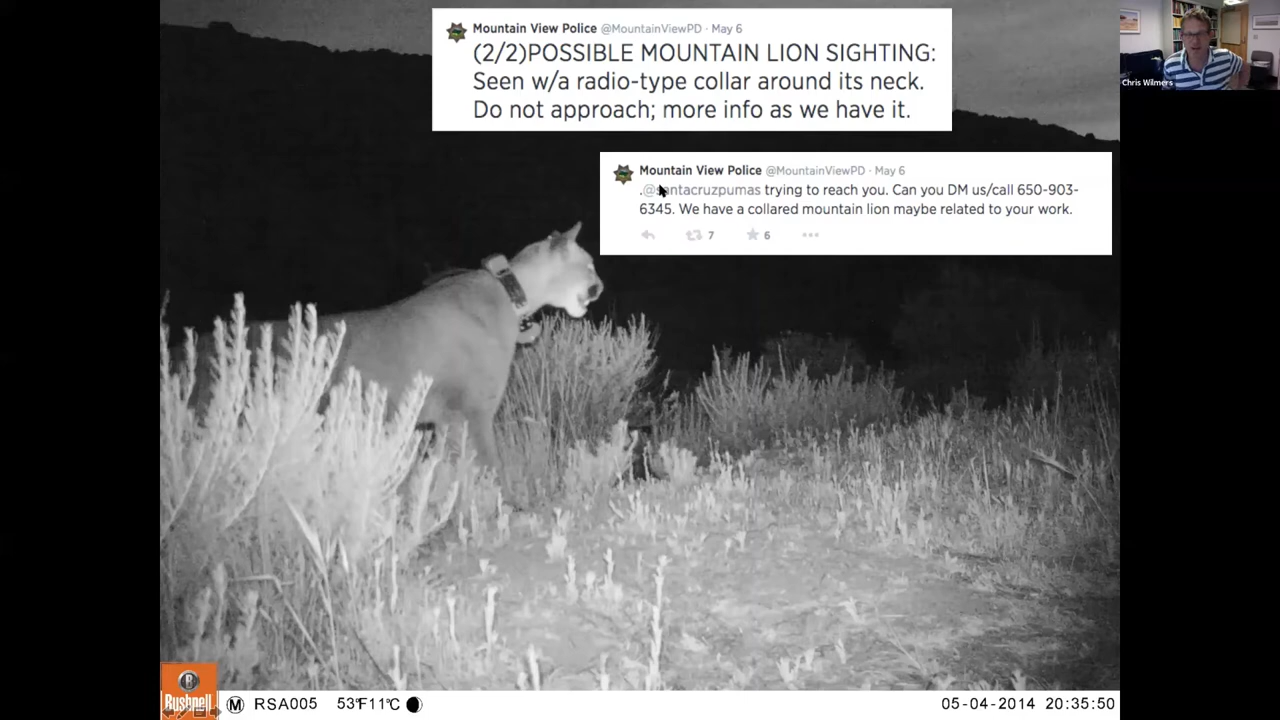 Mountain View Police @MountainViewPD · May 6
(2/2)POSSIBLE MOUNTAIN LION SIGHTING:
Seen w/a radio-type collar around its neck.
Do not approach; more info as we have it.
Chris Wilmers
Mountain View Police @MountainViewPD · May 6
.@santacruzpumas trying to reach you. Can you DM us/call 650-903-
6345. We have a collared mountain lion maybe related to your work.
7 6
B
Bushnell
M RSA005 53°F11°C 05-04-2014 20:35:50